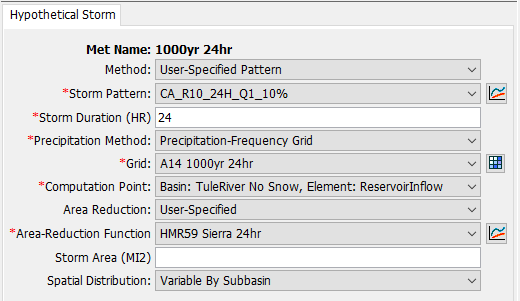 Hypothetical Storm
Met Name: 1000yr 24hr
Method: User-Specified Pattern
*Storm Pattern: CA_R10_24H_Q1_10%
*Storm Duration (HR) 24
*Precipitation Method: Precipitation-Frequency Grid
*Grid: A14 1000yr 24hr
*Computation Point: Basin: TuleRiver No Snow, Element: ReservoirInflow
Area Reduction: User-Specified
*Area-Reduction Function HMR59 Sierra 24hr
Storm Area (MI2)
Spatial Distribution: Variable By Subbasin